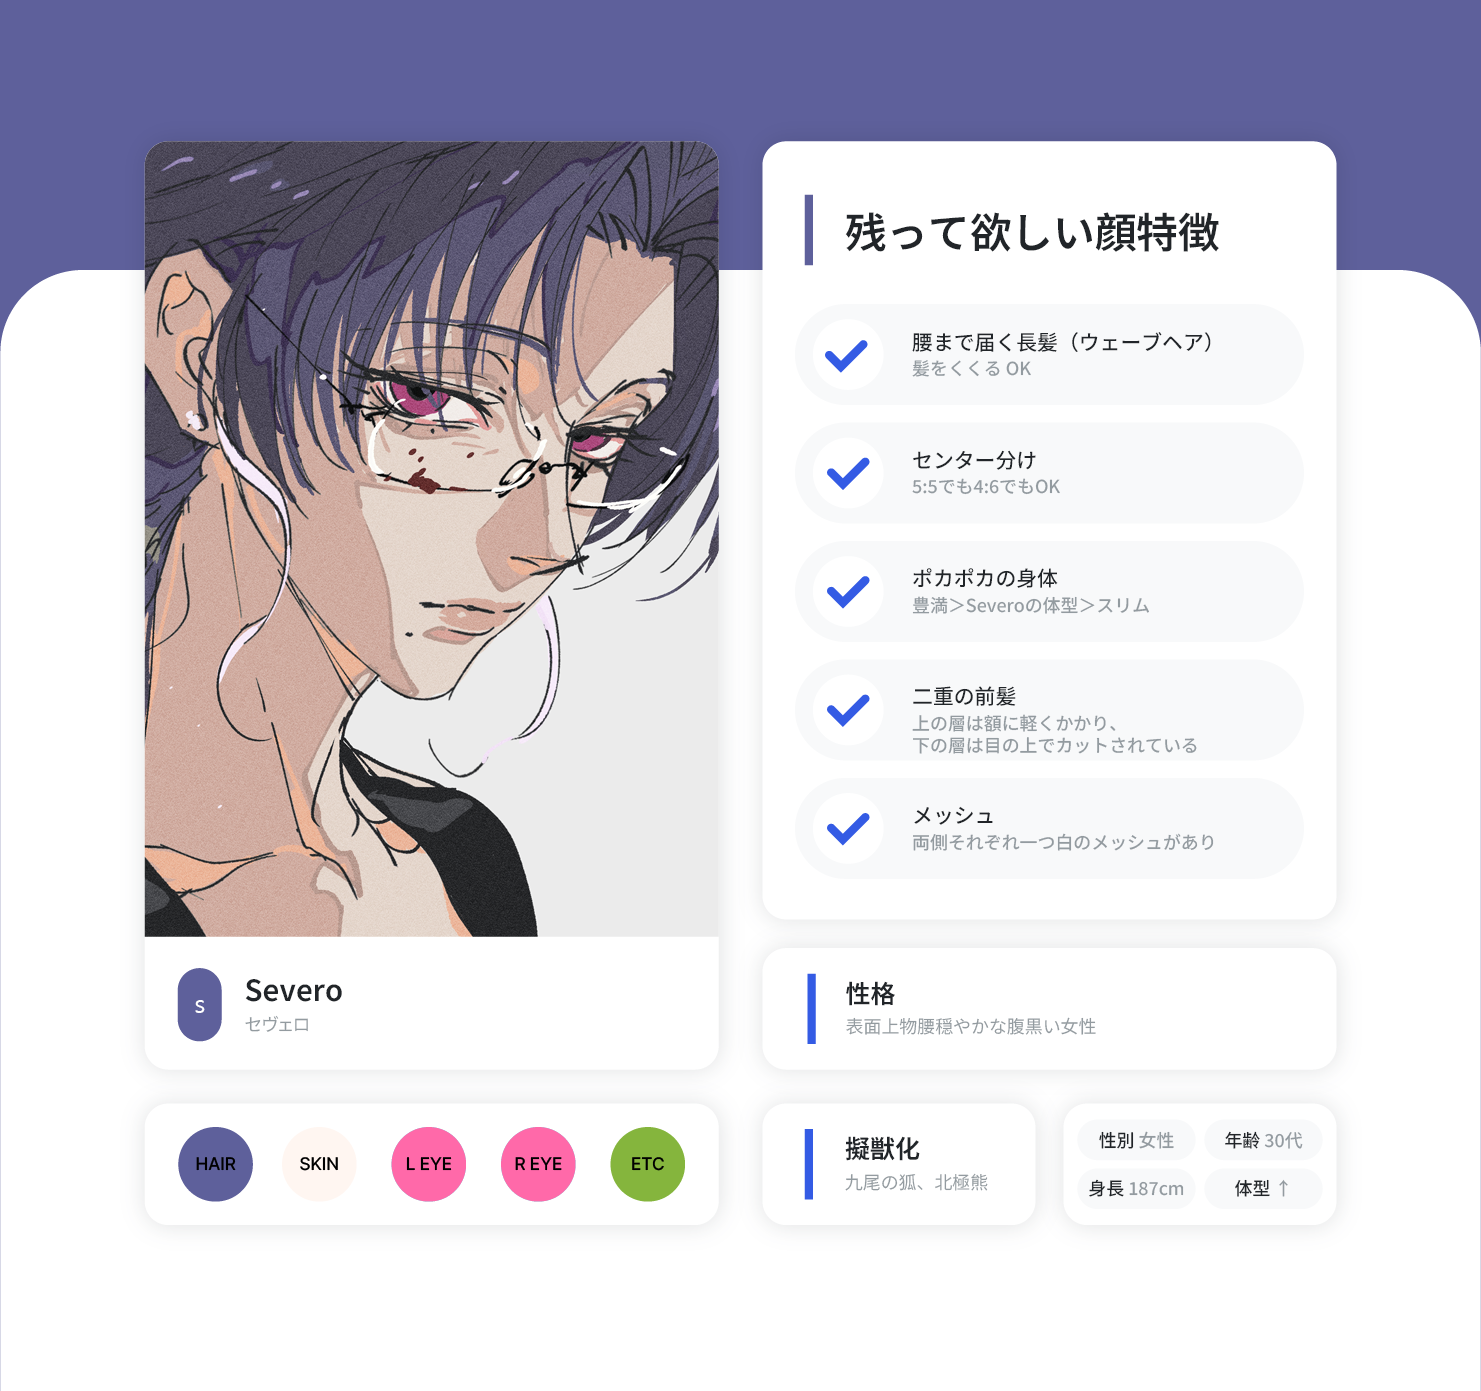 残って欲しい顔特徴
腰まで届く長髪（ウェーブヘア）
髪をくくる OK
センター分け
5:5でも4:6でもOK
ポカポカの身体
豊満＞Severoの体型＞スリム
二重の前髪
上の層は額に軽くかかり、
下の層は目の上でカットされている
メッシュ
両側それぞれ一つ白のメッシュがあり
S
Severo
セヴェロ
性格
表面上物腰穏やかな腹黒い女性
HAIR
SKIN
L EYE
R EYE
ETC
擬獣化
九尾の狐、北極熊
性別 女性
年齢 30代
身長 187cm
体型 ↑